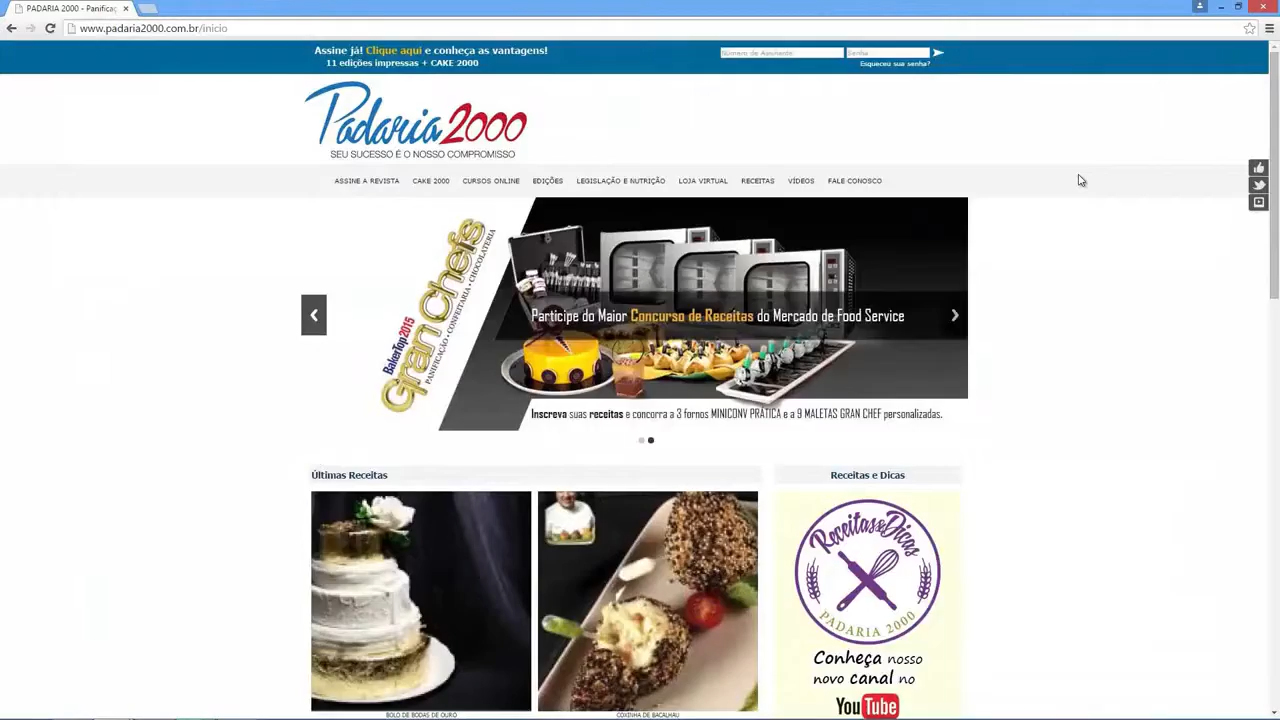 PADARIA 2000 - Panificaç
www.padaria2000.com.br/inicio
Assine já! Clique aqui e conheça as vantagens!
11 edições impressas + CAKE 2000
Número de Assinante
Senha
Esqueceu sua senha?
Padaria2000
SEU SUCESSO É O NOSSO COMPROMISSO
ASSINE A REVISTA CAKE 2000 CURSOS ONLINE EDIÇÕES LEGISLAÇÃO E NUTRIÇÃO LOJA VIRTUAL RECEITAS VÍDEOS FALE CONOSCO
BakerTop 2015
Gran Chefs
PANIFICAÇÃO • CONFEITARIA • CHOCOLATERIA
Participe do Maior Concurso de Receitas do Mercado de Food Service
Inscreva suas receitas e concorra a 3 fornos MINICONV PRÁTICA e a 9 MALETAS GRAN CHEF personalizadas.
Últimas Receitas
Receitas e Dicas
Receitas&Dicas
PADARIA 2000
Conheça nosso
novo canal no
YouTube
BOLO DE BODAS DE OURO
COXINHA DE BACALHAU